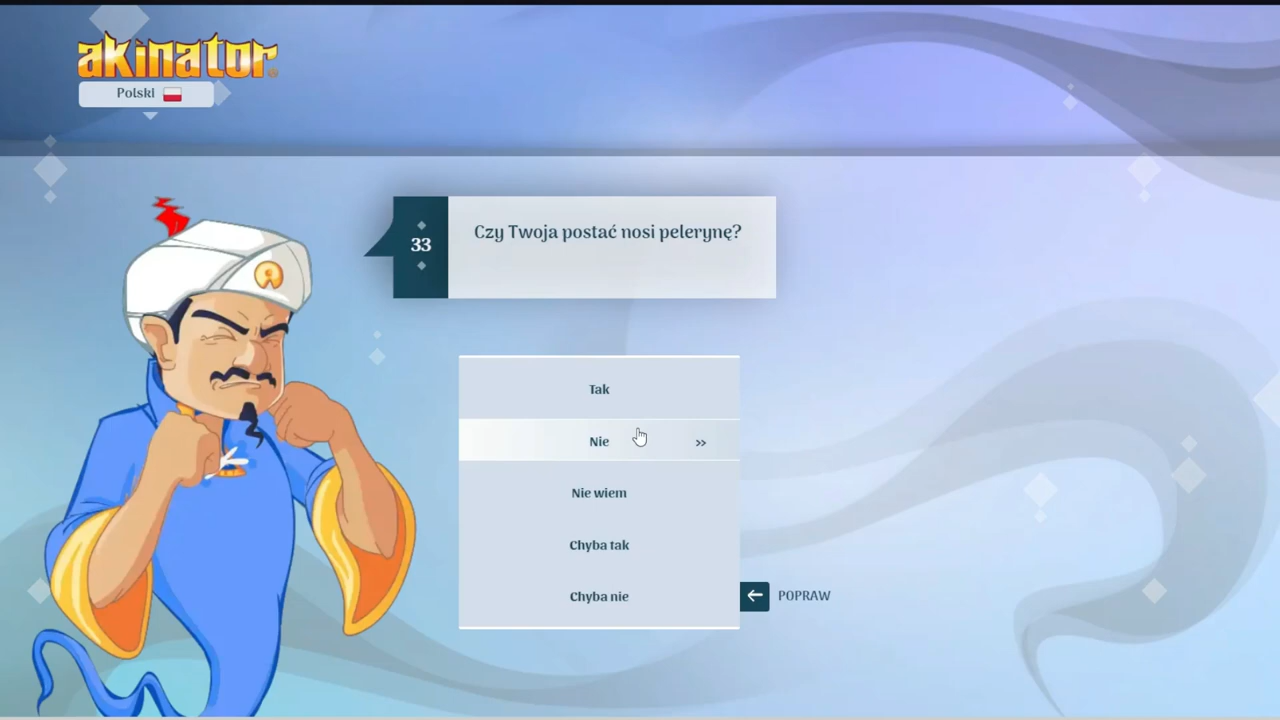 akinator
Polski
33
Czy Twoja postać nosi pelerynę?
Tak
Nie >>
Nie wiem
Chyba tak
Chyba nie
POPRAW